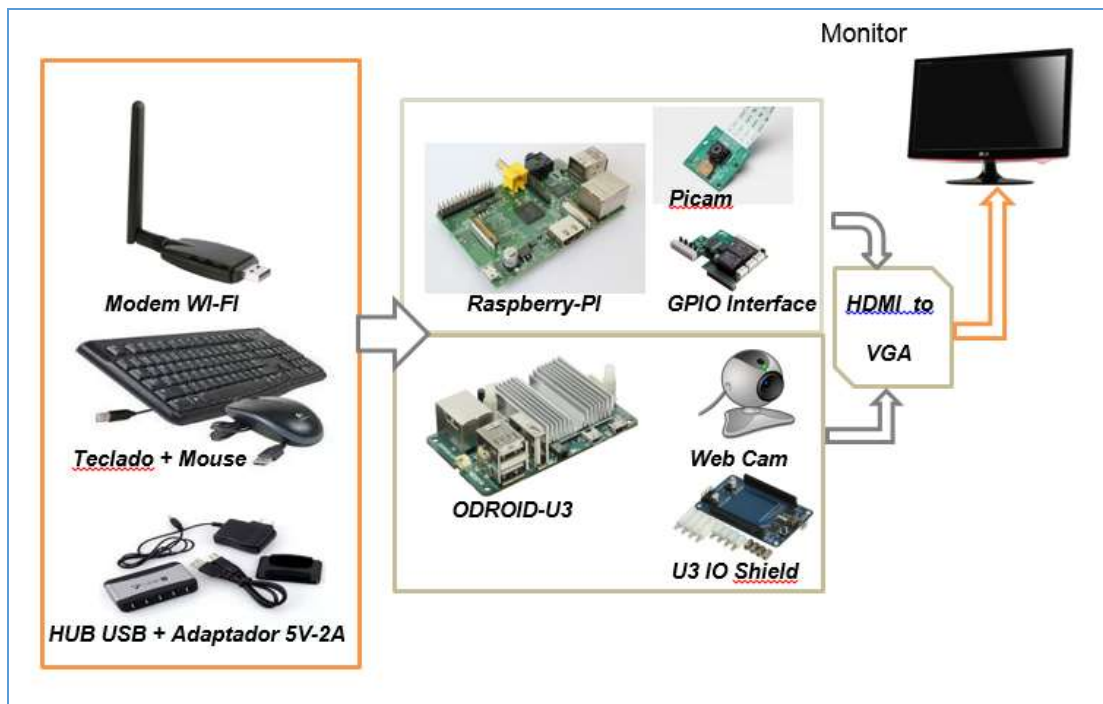 Monitor
Modem WI-FI
Teclado + Mouse
HUB USB + Adaptador 5V-2A
Picam
Raspberry-PI
GPIO Interface
ODROID-U3
Web Cam
U3 IO Shield
HDMI to
VGA